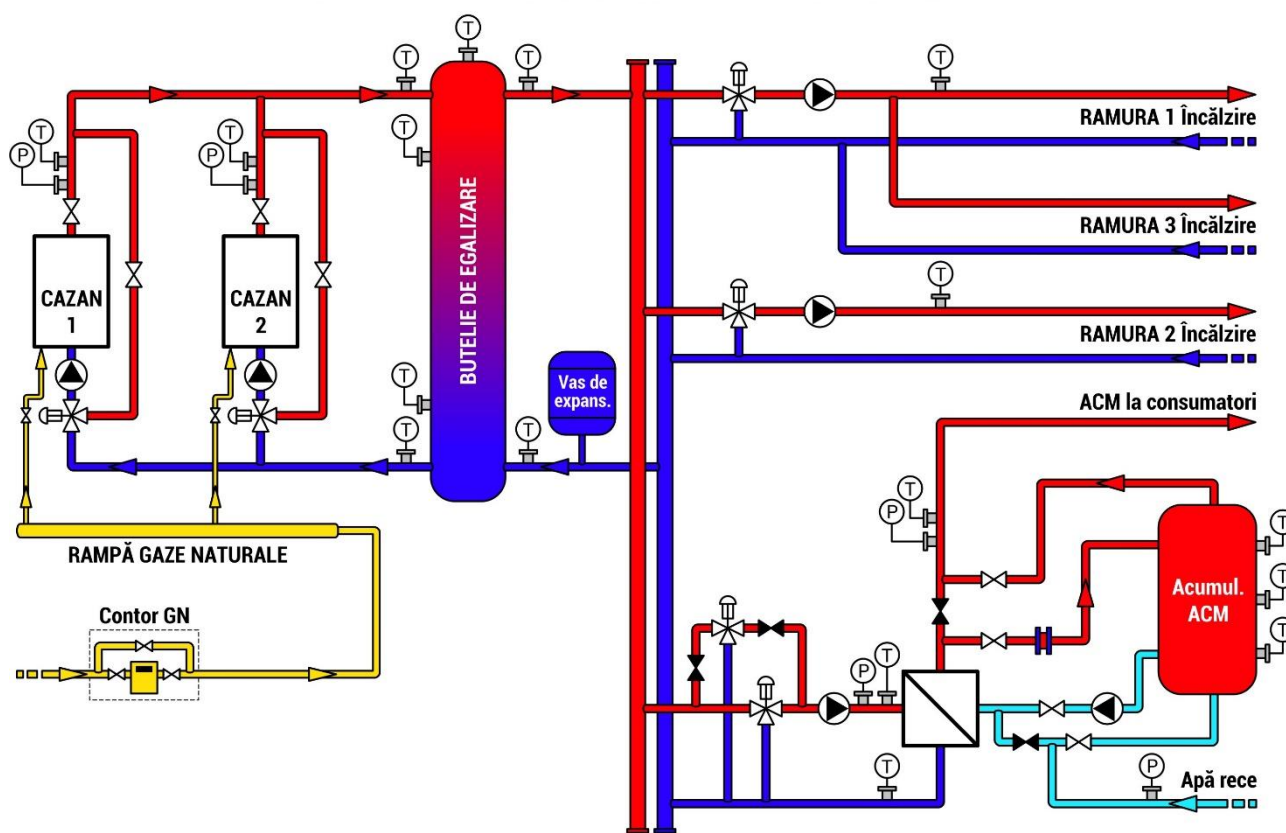 T
T
T
T
RAMURA 1 Încălzire
P
T
P
T
T
RAMURA 3 Încălzire
CAZAN
1
CAZAN
2
BUTELIE DE EGALIZARE
T
RAMURA 2 Încălzire
Vas de
expans.
T
T
T
ACM la consumatori
RAMPĂ GAZE NATURALE
P
T
T
T
T
Acumul.
ACM
Contor GN
P
T
T
P
Apă rece